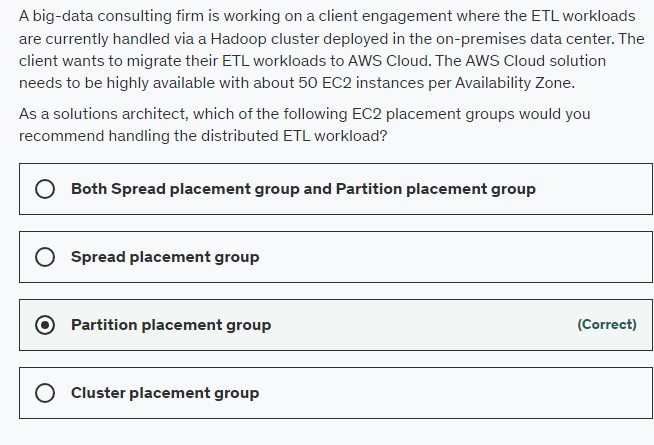 A big-data consulting firm is working on a client engagement where the ETL workloads
are currently handled via a Hadoop cluster deployed in the on-premises data center. The
client wants to migrate their ETL workloads to AWS Cloud. The AWS Cloud solution
needs to be highly available with about 50 EC2 instances per Availability Zone.
As a solutions architect, which of the following EC2 placement groups would you
recommend handling the distributed ETL workload?
Both Spread placement group and Partition placement group
Spread placement group
Partition placement group (Correct)
Cluster placement group